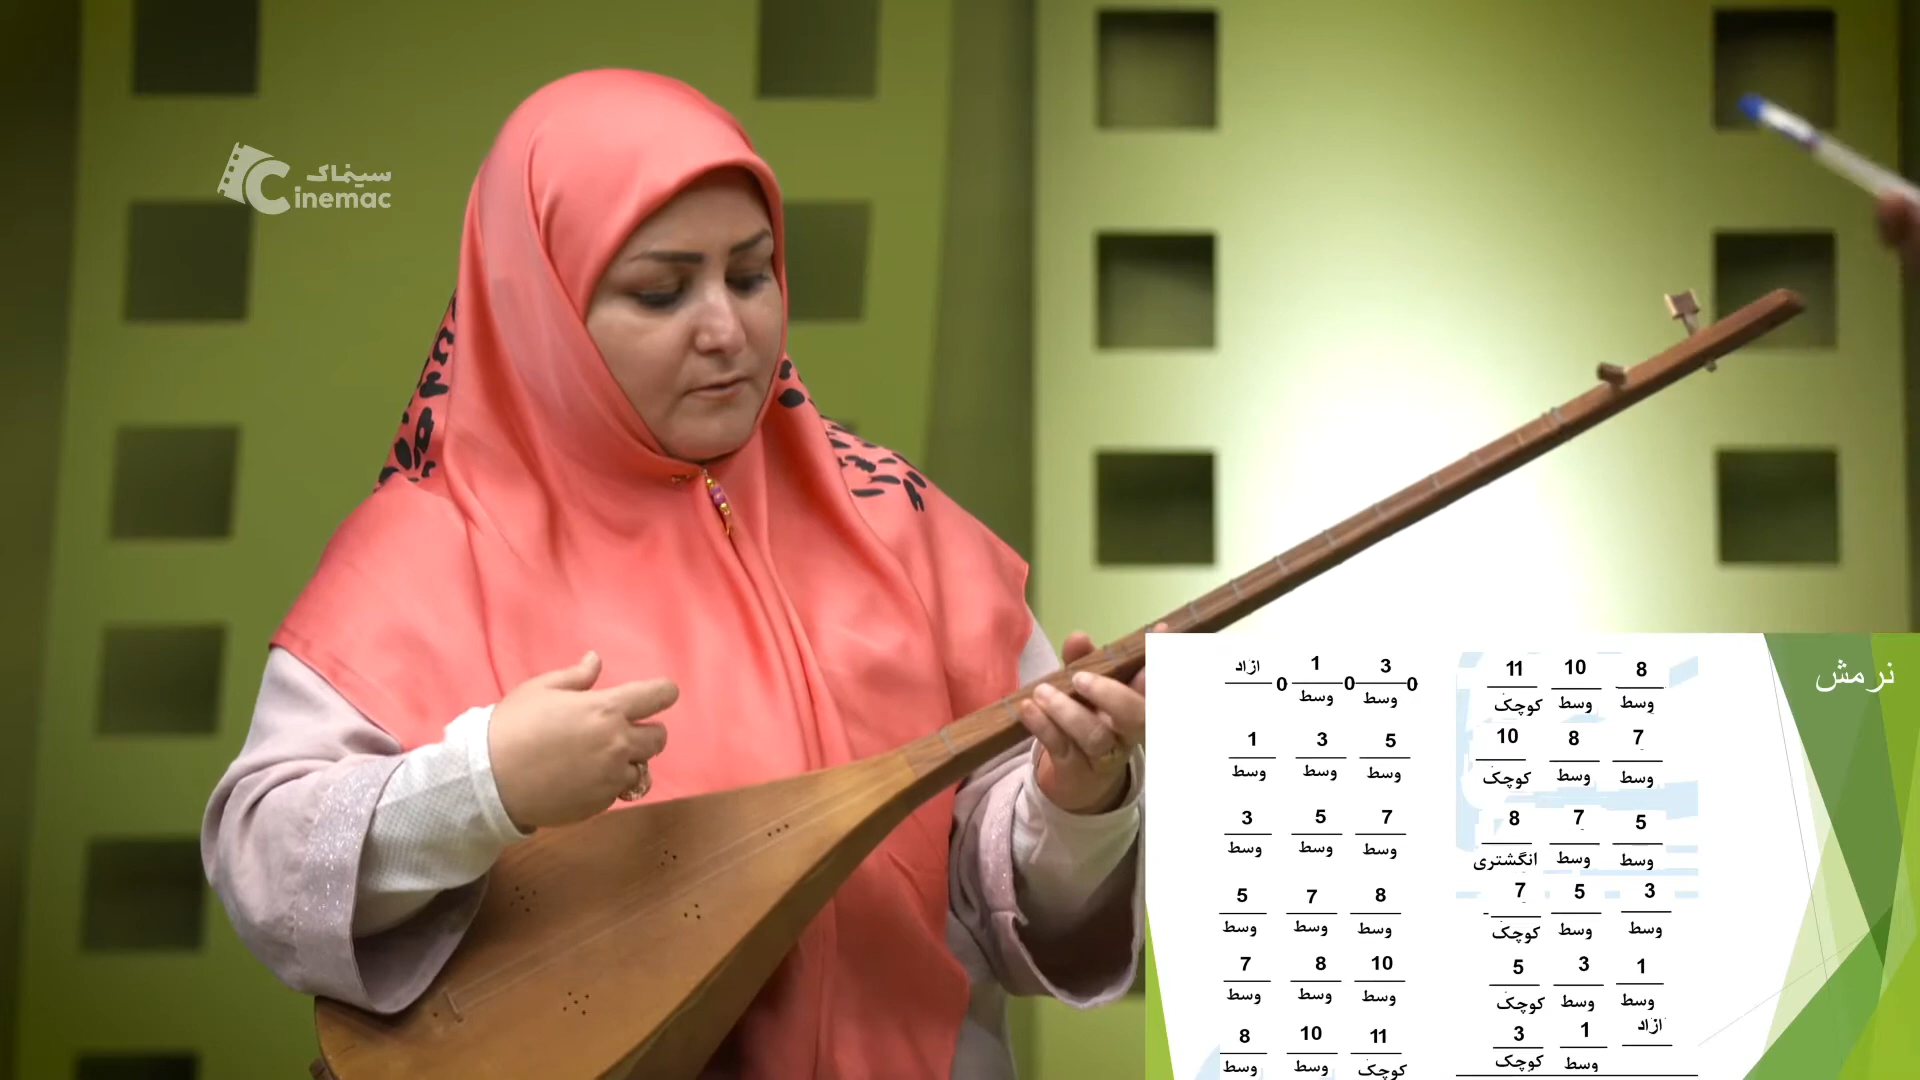 سینماک
Cinemac
نرمش
ازاد 0 1 0 3 0
وسط وسط
1 3 5
وسط وسط وسط
3 5 7
وسط وسط وسط
5 7 8
وسط وسط وسط
7 8 10
وسط وسط وسط
8 10 11
وسط وسط کوچک
11 10 8
کوچک وسط وسط
10 8 7
کوچک وسط وسط
8 7 5
انگشتری وسط وسط
7 5 3
کوچک وسط وسط
5 3 1
کوچک وسط وسط
3 1 ازاد
کوچک وسط